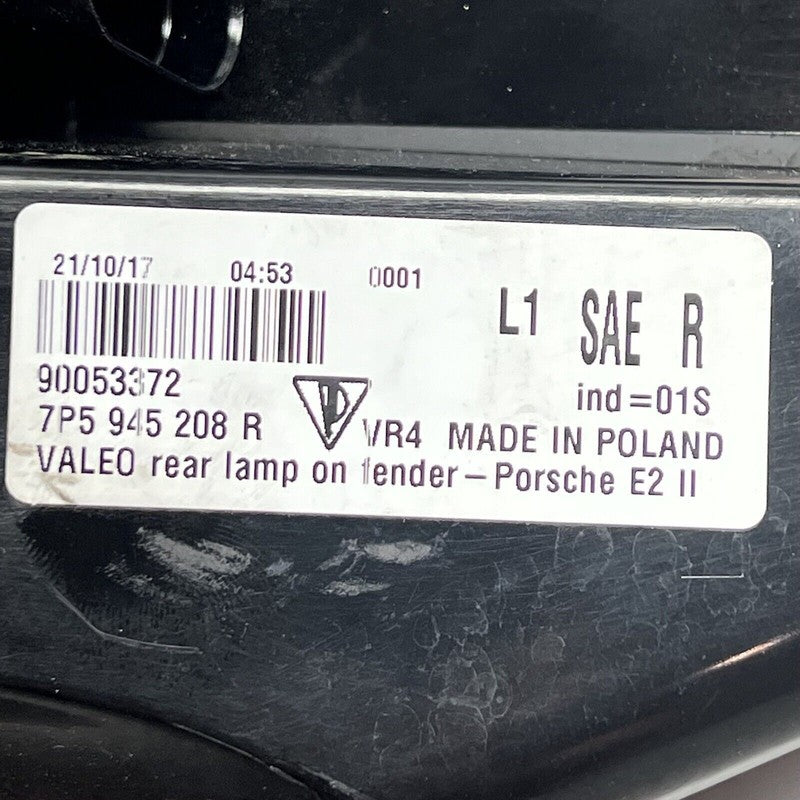 21/10/17 04:53 0001
L1 SAE R
90053372
ind=01S
7P5 945 208 R VR4 MADE IN POLAND
VALEO rear lamp on fender-Porsche E2 II